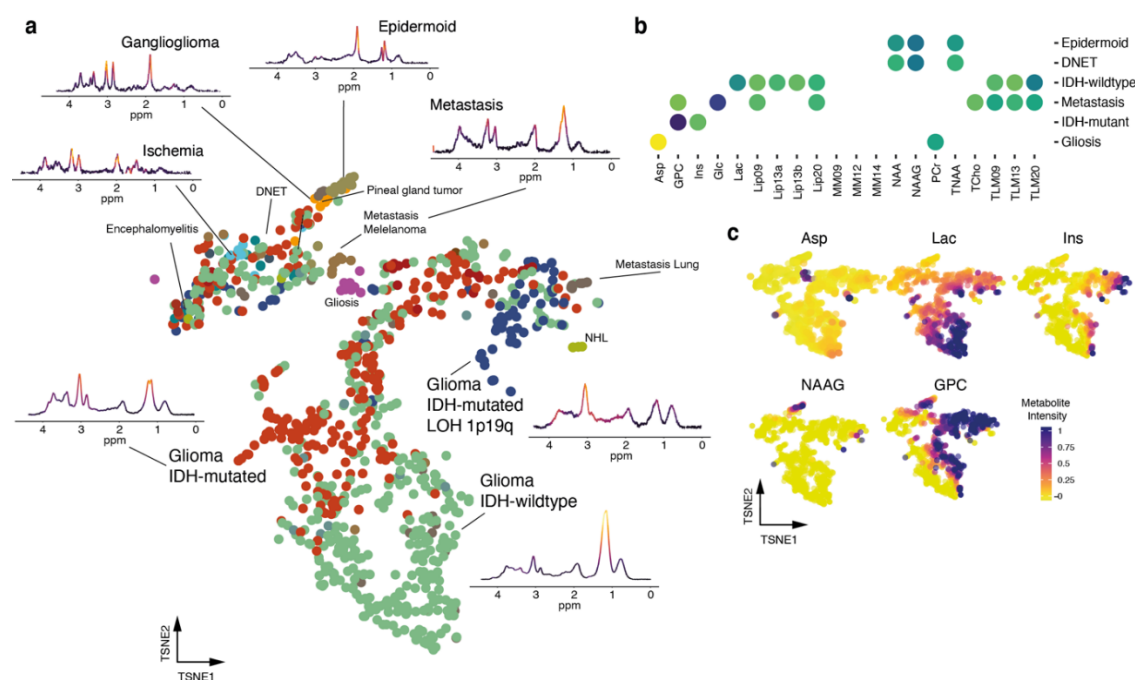 a
Ganglioglioma
4 3 2 1 0
ppm
Epidermoid
4 3 2 1 0
ppm
Ischemia
4 3 2 1 0
ppm
Metastasis
4 3 2 1 0
ppm
DNET
Pineal gland tumor
Encephalomyelitis
Metastasis
Melelanoma
Gliosis
Metastasis Lung
NHL
4 3 2 1 0
ppm
Glioma
IDH-mutated
Glioma
IDH-mutated
LOH 1p19q
4 3 2 1 0
ppm
Glioma
IDH-wildtype
4 3 2 1 0
ppm
TSNE2
TSNE1
b
- Epidermoid
- DNET
- IDH-wildtype
- Metastasis
- IDH-mutant
- Gliosis
Asp -
GPC -
Ins -
Glc -
Lac -
Lip09 -
Lip13a -
Lip13b -
Lip20 -
MM09 -
MM12 -
MM14 -
NAA -
NAAG -
PCr -
TNAA -
TCho -
TLM09 -
TLM13 -
TLM20 -
c
Asp Lac Ins
NAAG GPC
Metabolite
Intensity
1
0.75
0.50
0.25
-0
TSNE2
TSNE1